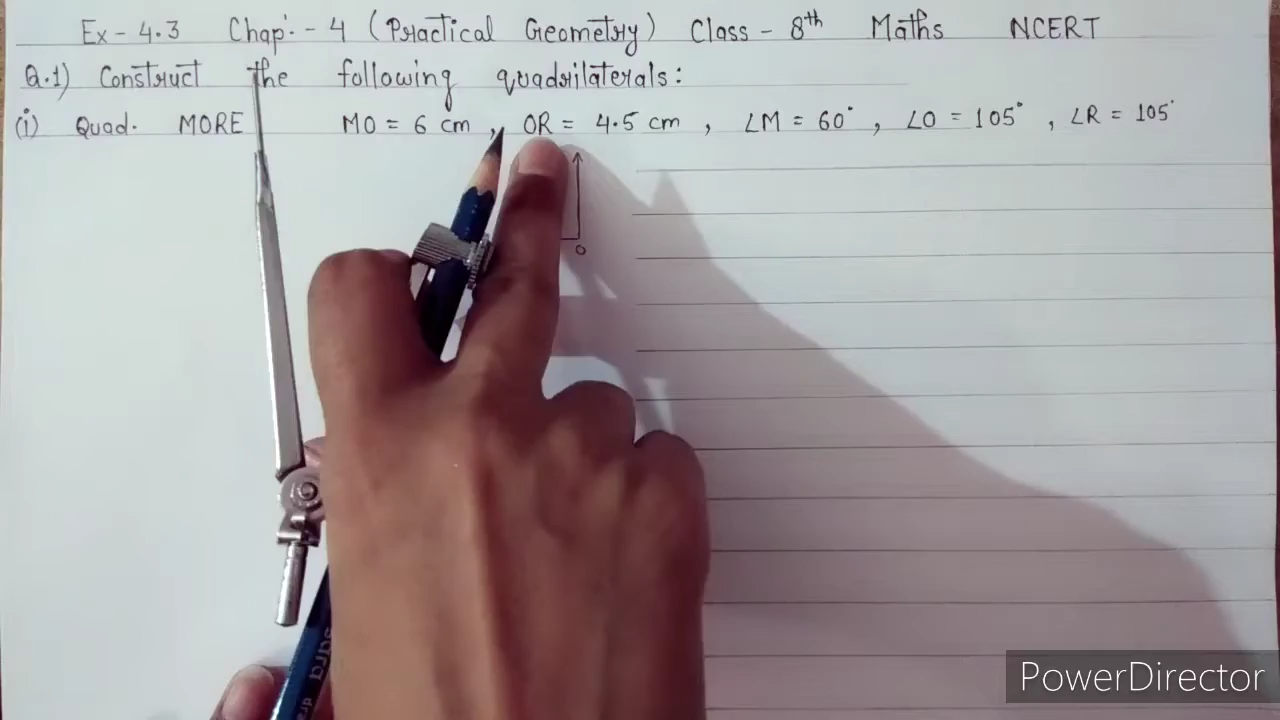 Ex - 4.3 Chap. - 4 (Practical Geometry) Class - 8th Maths NCERT
Q.1) Construct the following quadrilaterals:
(i) Quad. MORE MO = 6 cm , OR = 4.5 cm , ∠M = 60° , ∠O = 105° , ∠R = 105°
O
PowerDirector